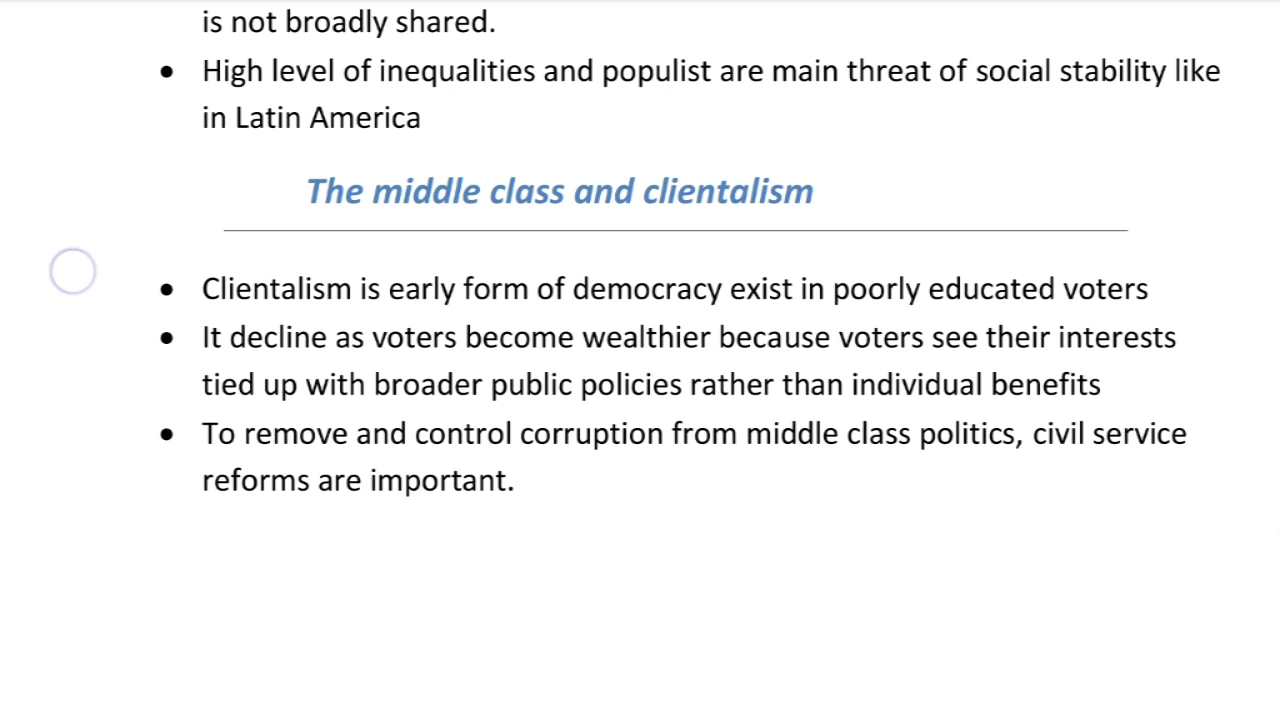 is not broadly shared.
• High level of inequalities and populist are main threat of social stability like
in Latin America
The middle class and clientalism
• Clientalism is early form of democracy exist in poorly educated voters
• It decline as voters become wealthier because voters see their interests
tied up with broader public policies rather than individual benefits
• To remove and control corruption from middle class politics, civil service
reforms are important.